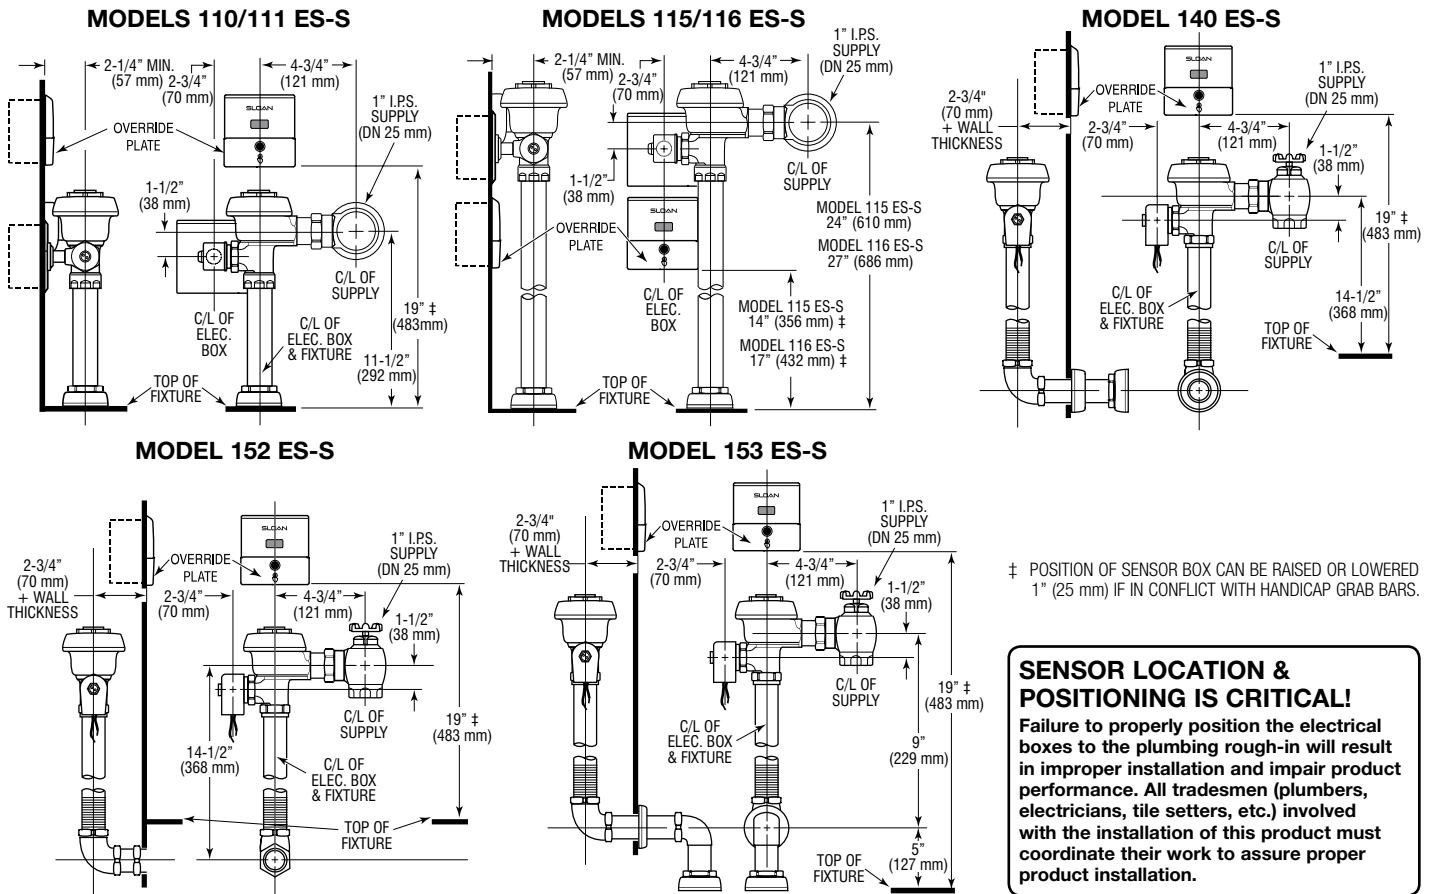 MODELS 110/111 ES-S
2-1/4” MIN.
(57 mm)
2-3/4”
(70 mm)
4-3/4”
(121 mm)
1” I.P.S.
SUPPLY
(DN 25 mm)
SLOAN
OVERRIDE
PLATE
1-1/2”
(38 mm)
C/L OF
SUPPLY
C/L OF
ELEC.
BOX
C/L OF
ELEC. BOX
& FIXTURE
19” ‡
(483mm)
11-1/2”
(292 mm)
TOP OF
FIXTURE
MODELS 115/116 ES-S
2-1/4” MIN.
(57 mm)
2-3/4”
(70 mm)
4-3/4”
(121 mm)
1” I.P.S.
SUPPLY
(DN 25 mm)
1-1/2”
(38 mm)
C/L OF
SUPPLY
SLOAN
OVERRIDE
PLATE
MODEL 115 ES-S
24” (610 mm)
MODEL 116 ES-S
27” (686 mm)
C/L OF
ELEC.
BOX
MODEL 115 ES-S
14” (356 mm) ‡
MODEL 116 ES-S
17” (432 mm) ‡
TOP OF
FIXTURE
MODEL 140 ES-S
2-3/4"
(70 mm)
+ WALL
THICKNESS
OVERRIDE
PLATE
SLOAN
1” I.P.S.
SUPPLY
(DN 25 mm)
2-3/4”
(70 mm)
4-3/4”
(121 mm)
1-1/2”
(38 mm)
19” ‡
(483 mm)
C/L OF
SUPPLY
C/L OF
ELEC. BOX
& FIXTURE
14-1/2”
(368 mm)
TOP OF
FIXTURE
MODEL 152 ES-S
2-3/4”
(70 mm)
+ WALL
THICKNESS
OVERRIDE
PLATE
SLOAN
1” I.P.S.
SUPPLY
(DN 25 mm)
2-3/4”
(70 mm)
4-3/4”
(121 mm)
1-1/2”
(38 mm)
C/L OF
SUPPLY
19” ‡
(483 mm)
14-1/2”
(368 mm)
C/L OF
ELEC. BOX
& FIXTURE
TOP OF
FIXTURE
MODEL 153 ES-S
2-3/4"
(70 mm)
+ WALL
THICKNESS
OVERRIDE
PLATE
SLOAN
1” I.P.S.
SUPPLY
(DN 25 mm)
2-3/4”
(70 mm)
4-3/4”
(121 mm)
1-1/2”
(38 mm)
C/L OF
SUPPLY
19” ‡
(483 mm)
C/L OF
ELEC. BOX
& FIXTURE
9”
(229 mm)
5”
(127 mm)
TOP OF
FIXTURE
‡ POSITION OF SENSOR BOX CAN BE RAISED OR LOWERED
1” (25 mm) IF IN CONFLICT WITH HANDICAP GRAB BARS.
SENSOR LOCATION &
POSITIONING IS CRITICAL!
Failure to properly position the electrical
boxes to the plumbing rough-in will result
in improper installation and impair product
performance. All tradesmen (plumbers,
electricians, tile setters, etc.) involved
with the installation of this product must
coordinate their work to assure proper
product installation.